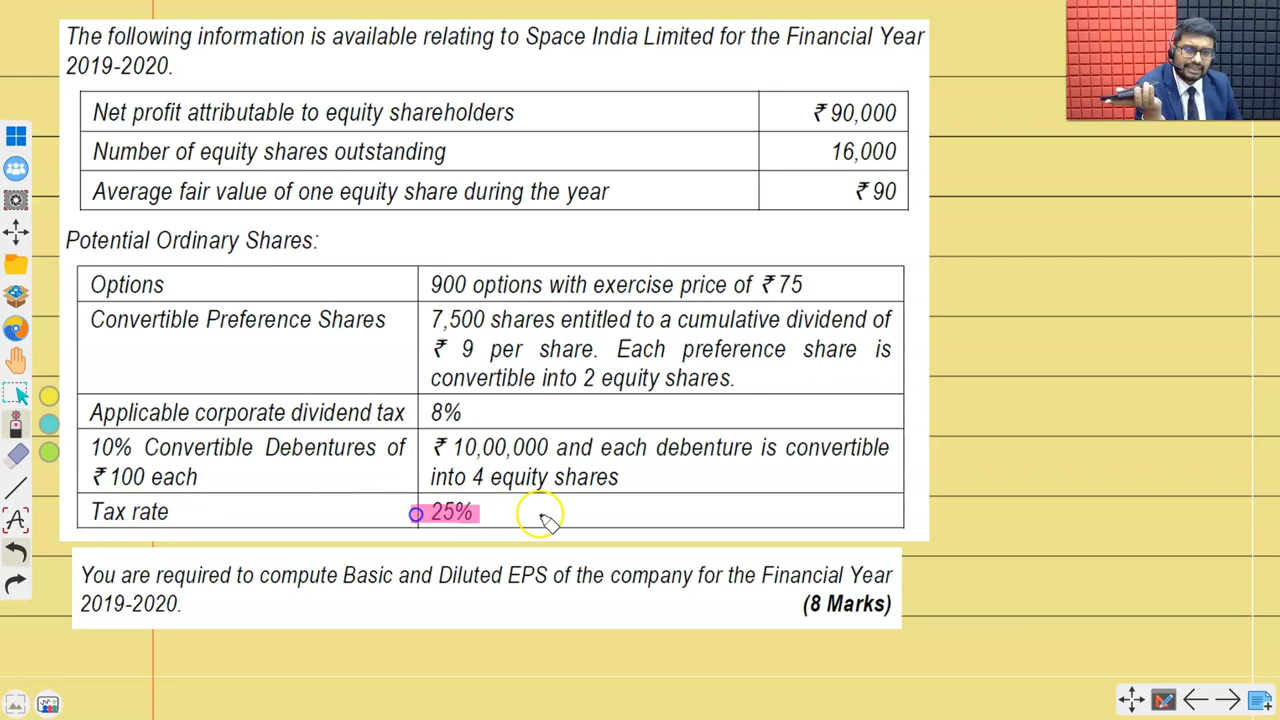 The following information is available relating to Space India Limited for the Financial Year
2019-2020.
Net profit attributable to equity shareholders ₹ 90,000
Number of equity shares outstanding 16,000
Average fair value of one equity share during the year ₹ 90
Potential Ordinary Shares:
Options 900 options with exercise price of ₹ 75
Convertible Preference Shares 7,500 shares entitled to a cumulative dividend of
₹ 9 per share. Each preference share is
convertible into 2 equity shares.
Applicable corporate dividend tax 8%
10% Convertible Debentures of ₹ 10,00,000 and each debenture is convertible
₹ 100 each into 4 equity shares
Tax rate 25%
You are required to compute Basic and Diluted EPS of the company for the Financial Year
2019-2020. (8 Marks)